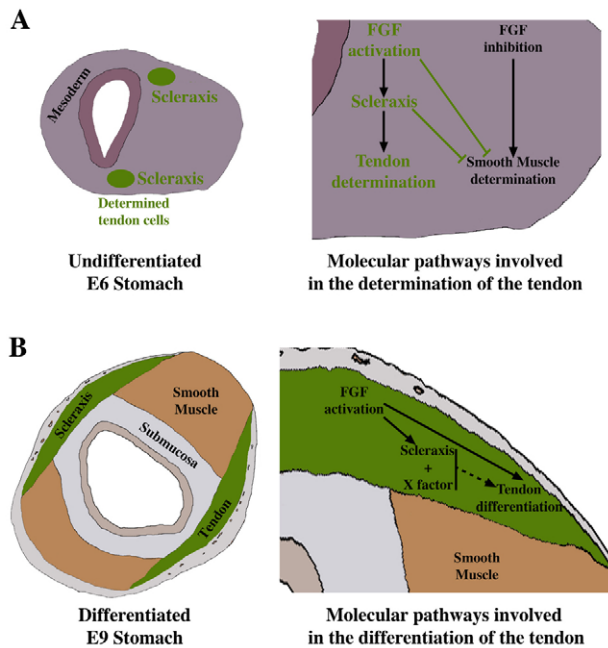 A
Mesoderm
Scleraxis
Scleraxis
Determined
tendon cells
Undifferentiated
E6 Stomach
FGF
activation
FGF
inhibition
Scleraxis
Tendon
determination
Smooth Muscle
determination
Molecular pathways involved
in the determination of the tendon
B
Scleraxis
Smooth
Muscle
Submucosa
Tendon
Differentiated
E9 Stomach
FGF
activation
Scleraxis
+
X factor
Tendon
differentiation
Smooth
Muscle
Molecular pathways involved
in the differentiation of the tendon